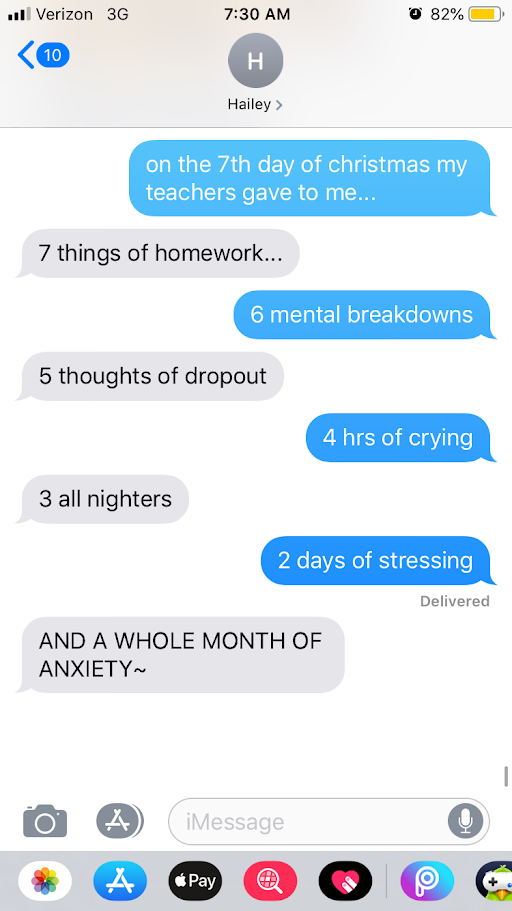 Verizon 3G 7:30 AM 82%
10
H
Hailey >
on the 7th day of christmas my
teachers gave to me...
7 things of homework...
6 mental breakdowns
5 thoughts of dropout
4 hrs of crying
3 all nighters
2 days of stressing
Delivered
AND A WHOLE MONTH OF
ANXIETY~
iMessage
Pay